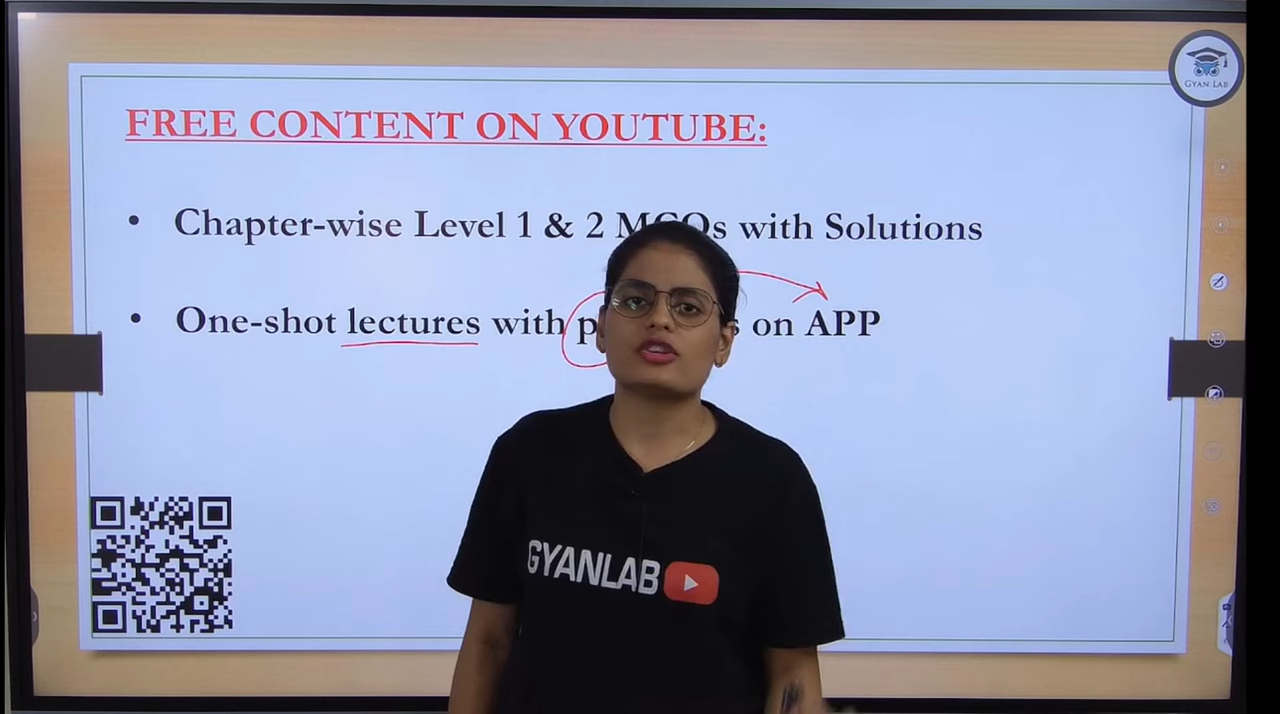 GYAN LAB
FREE CONTENT ON YOUTUBE:
• Chapter-wise Level 1 & 2 MCQs with Solutions
• One-shot lectures with on APP
GYANLAB